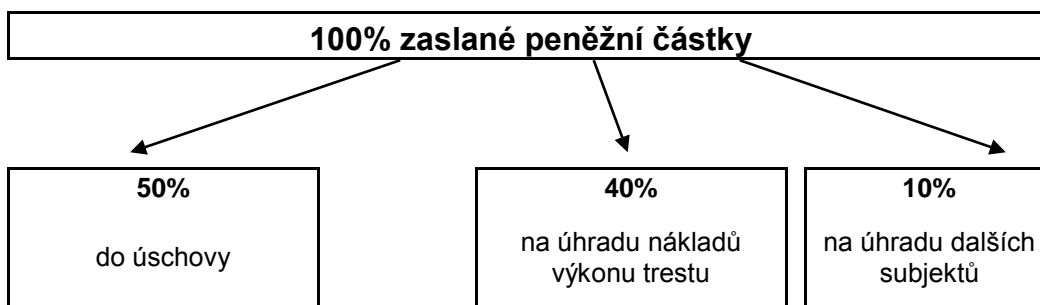 100% zaslané peněžní částky
50%
do úschovy
40%
na úhradu nákladů
výkonu trestu
10%
na úhradu dalších
subjektů